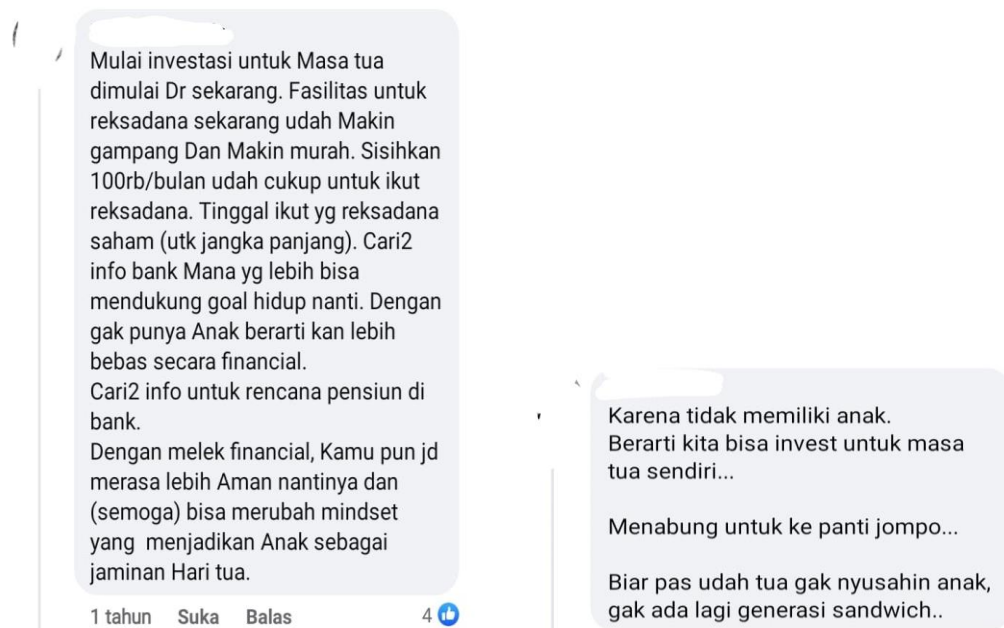 Mulai investasi untuk Masa tua
dimulai Dr sekarang. Fasilitas untuk
reksadana sekarang udah Makin
gampang Dan Makin murah. Sisihkan
100rb/bulan udah cukup untuk ikut
reksadana. Tinggal ikut yg reksadana
saham (utk jangka panjang). Cari2
info bank Mana yg lebih bisa
mendukung goal hidup nanti. Dengan
gak punya Anak berarti kan lebih
bebas secara financial.
Cari2 info untuk rencana pensiun di
bank.
Dengan melek financial, Kamu pun jd
merasa lebih Aman nantinya dan
(semoga) bisa merubah mindset
yang menjadikan Anak sebagai
jaminan Hari tua.
1 tahun Suka Balas 4
Karena tidak memiliki anak.
Berarti kita bisa invest untuk masa
tua sendiri...
Menabung untuk ke panti jompo...
Biar pas udah tua gak nyusahin anak,
gak ada lagi generasi sandwich..